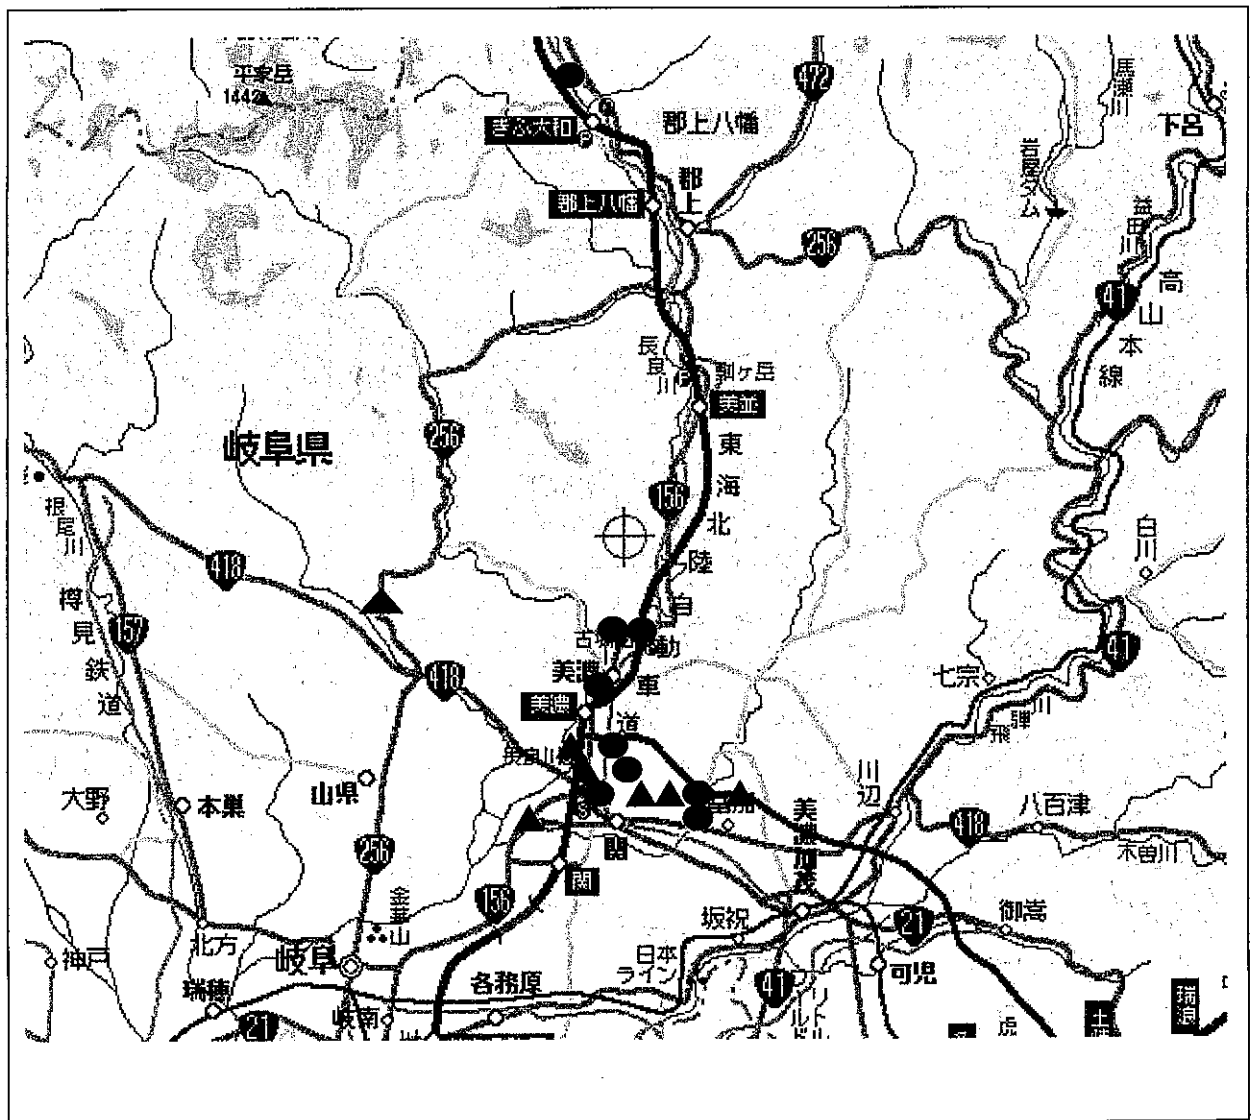 平家岳
1442
472
馬瀬川
下呂
ぎふ大和
郡上八幡
岩屋ダム
郡上
郡上八幡
益田川
256
41
高山本線
長良川
瓢ヶ岳
美並
256
岐阜県
東海北陸自動車道
156
根尾川
白川
418
樽見鉄道
157
美濃
41
418
七宗
美濃
飛騨川
山県
川辺
大野
本巣
富加
美濃加茂
八百津
418
木曽川
256
関
関
156
金華山
坂祝
21
御嵩
北方
神戸
岐阜
日本
ライン
可児
各務原
41
瑞穂
瑞浪
21
岐南